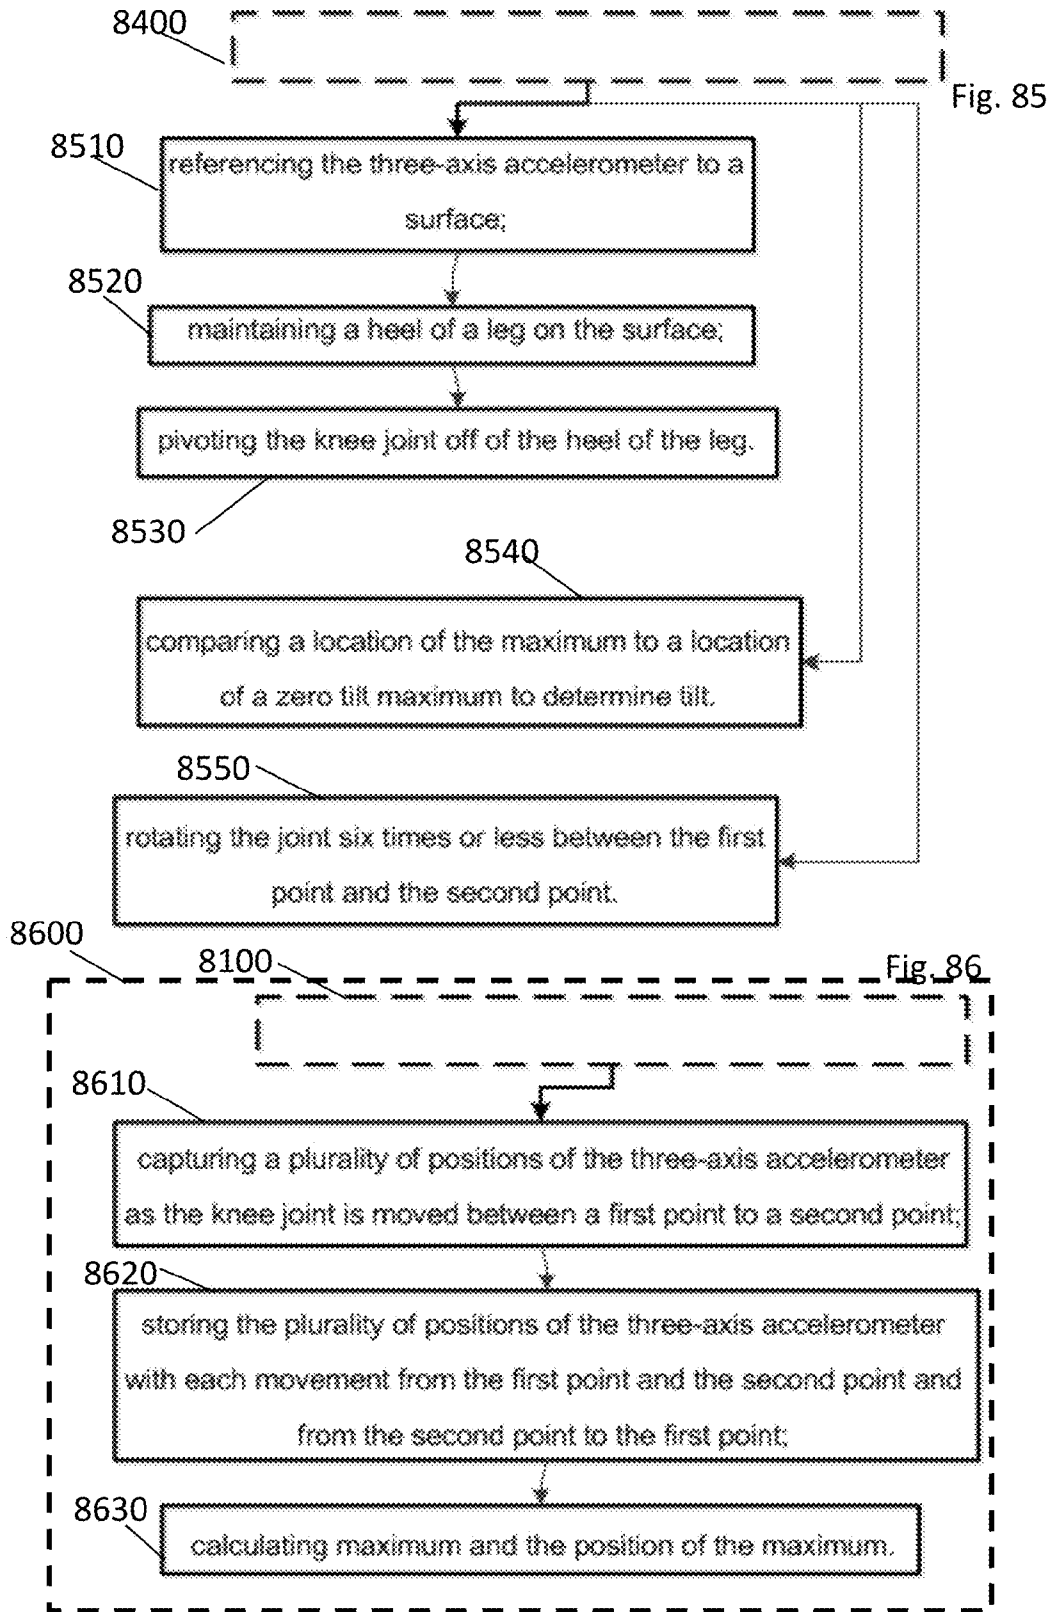 8400
Fig. 85
8510
referencing the three-axis accelerometer to a
surface;
8520
maintaining a heel of a leg on the surface;
pivoting the knee joint off of the heel of the leg.
8530
8540
comparing a location of the maximum to a location
of a zero tilt maximum to determine tilt.
8550
rotating the joint six times or less between the first
point and the second point.
8600
8100
Fig. 86
8610
capturing a plurality of positions of the three-axis accelerometer
as the knee joint is moved between a first point to a second point;
8620
storing the plurality of positions of the three-axis accelerometer
with each movement from the first point and the second point and
from the second point to the first point;
8630
calculating maximum and the position of the maximum.